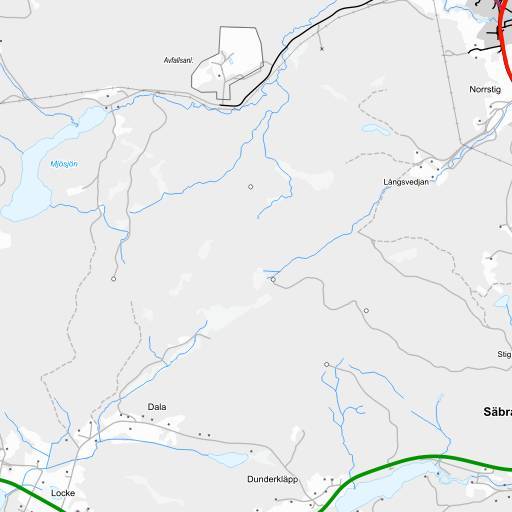 Avfallsanl.
Norrstig
Mjösjön
Långsvedjan
Stig
Säbra
Dala
Dunderkläpp
Locke